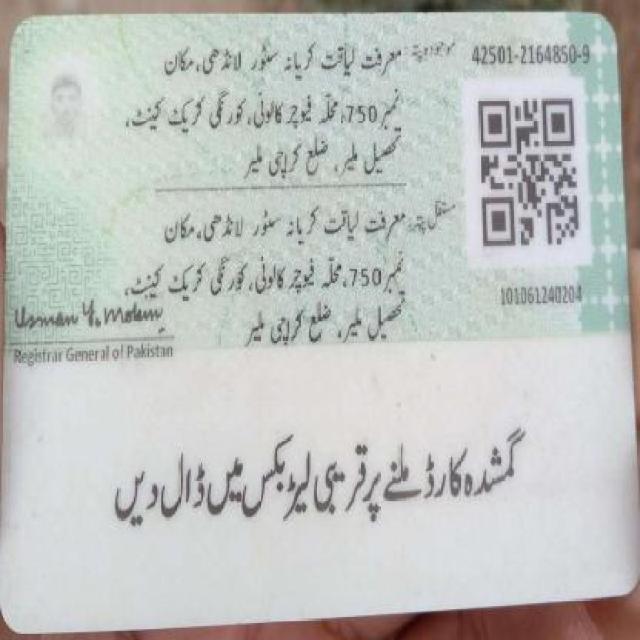 42501-2164850-9
موجودہ پتہ: معرفت لیاقت کریانہ سٹور لانڈھی، مکان
نمبر 750، محلہ فیوچر کالونی، کورنگی کریک کینٹ،
تحصیل ملیر، ضلع کراچی ملیر
مستقل پتہ: معرفت لیاقت کریانہ سٹور لانڈھی، مکان
نمبر 750، محلہ فیوچر کالونی، کورنگی کریک کینٹ،
تحصیل ملیر، ضلع کراچی ملیر
101061240204
Usman Y. Mobin
Registrar General of Pakistan
گمشدہ کارڈ ملنے پر قریبی لیٹر بکس میں ڈال دیں